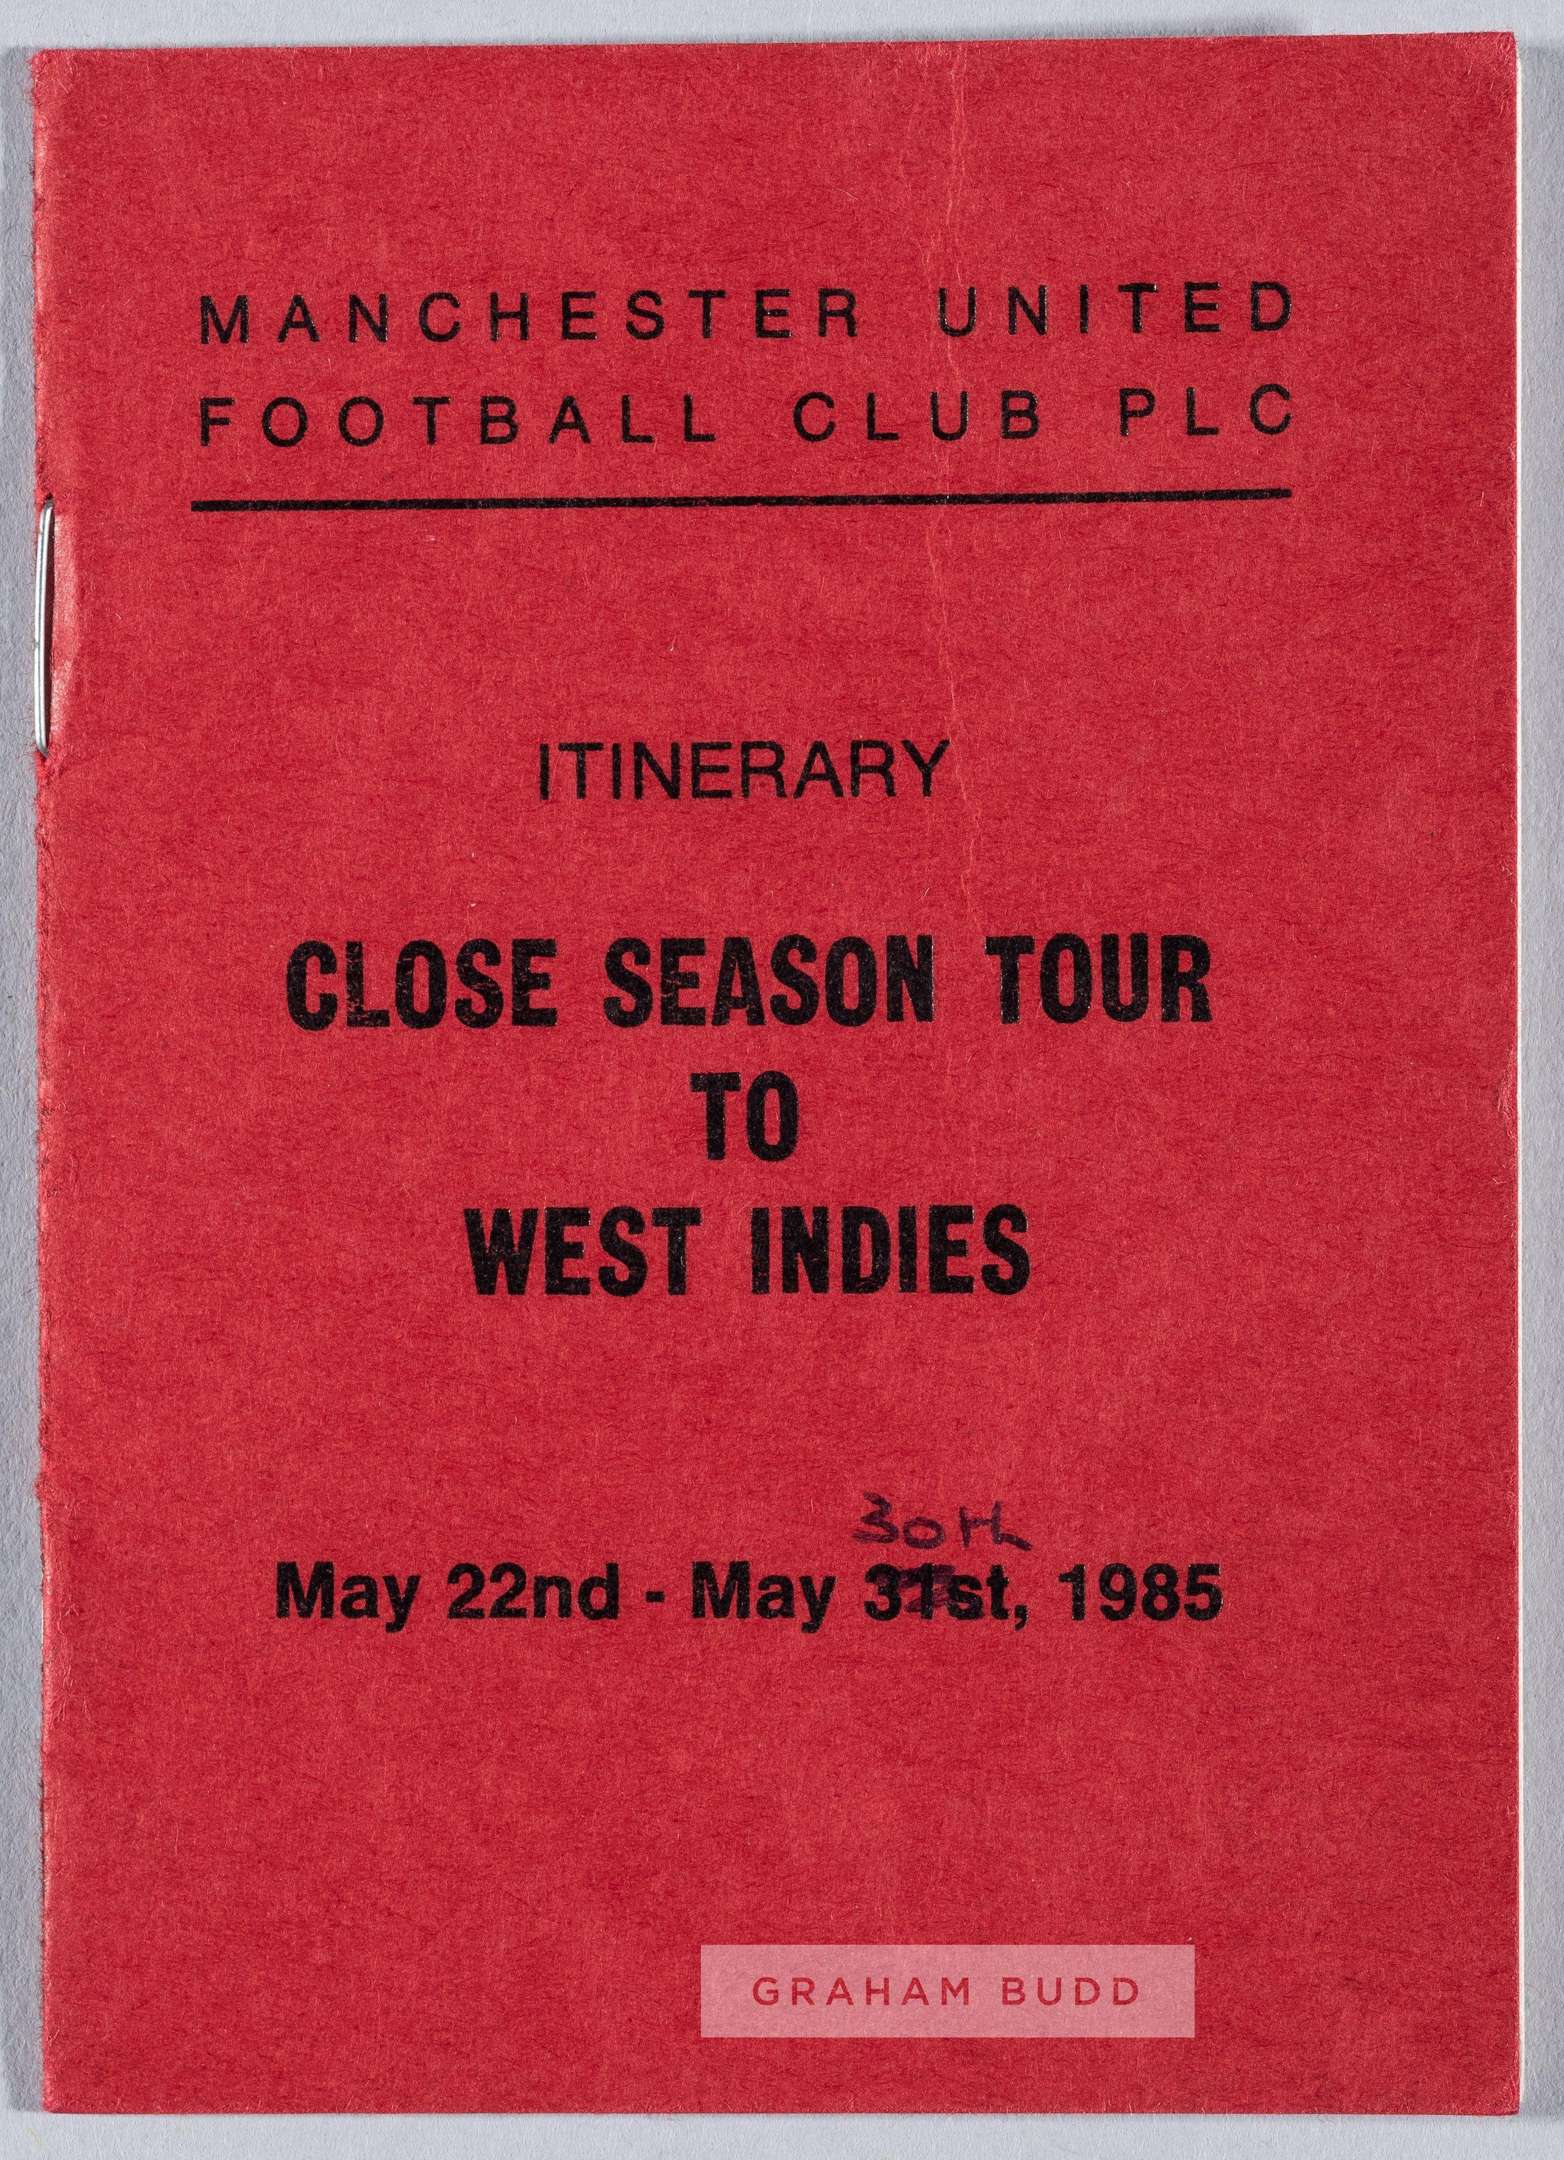 MANCHESTER UNITED
FOOTBALL CLUB PLC
ITINERARY
CLOSE SEASON TOUR
TO
WEST INDIES
30th
May 22nd - May 31st, 1985
GRAHAM BUDD